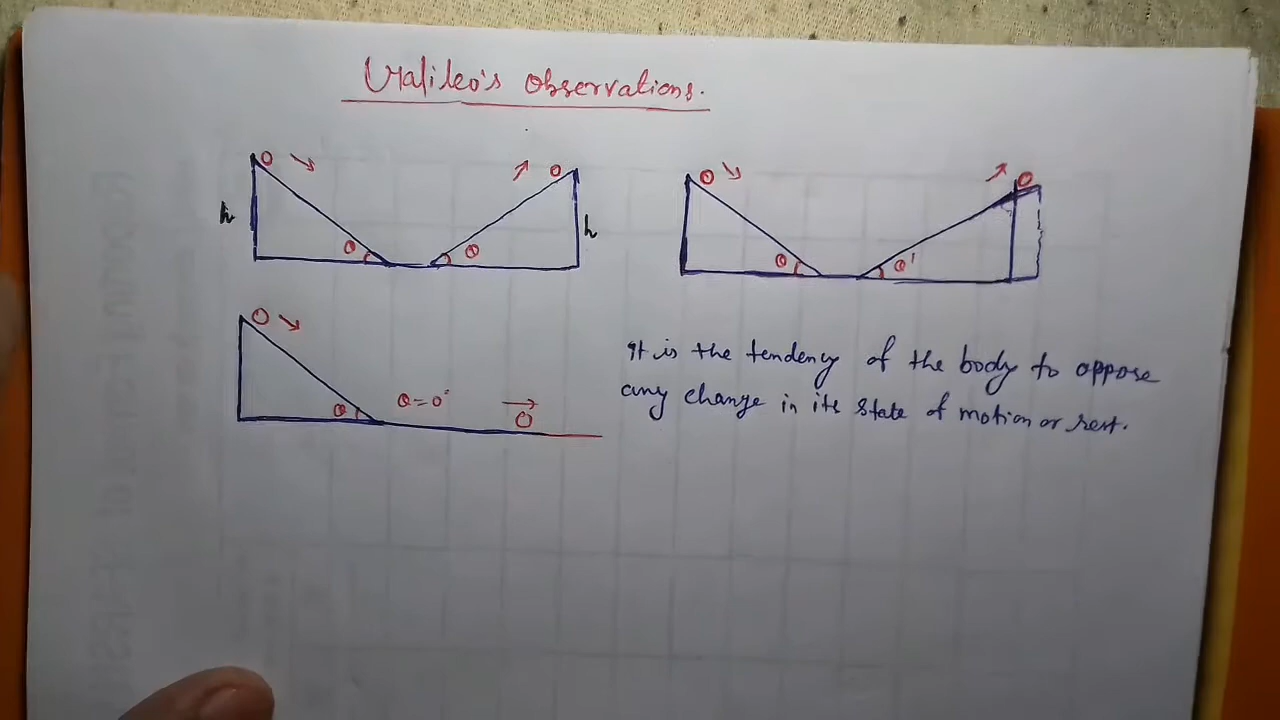 Galileo's Observations.
h θ θ h
θ θ'
θ θ=0°
It is the tendency of the body to oppose
any change in its state of motion or rest.